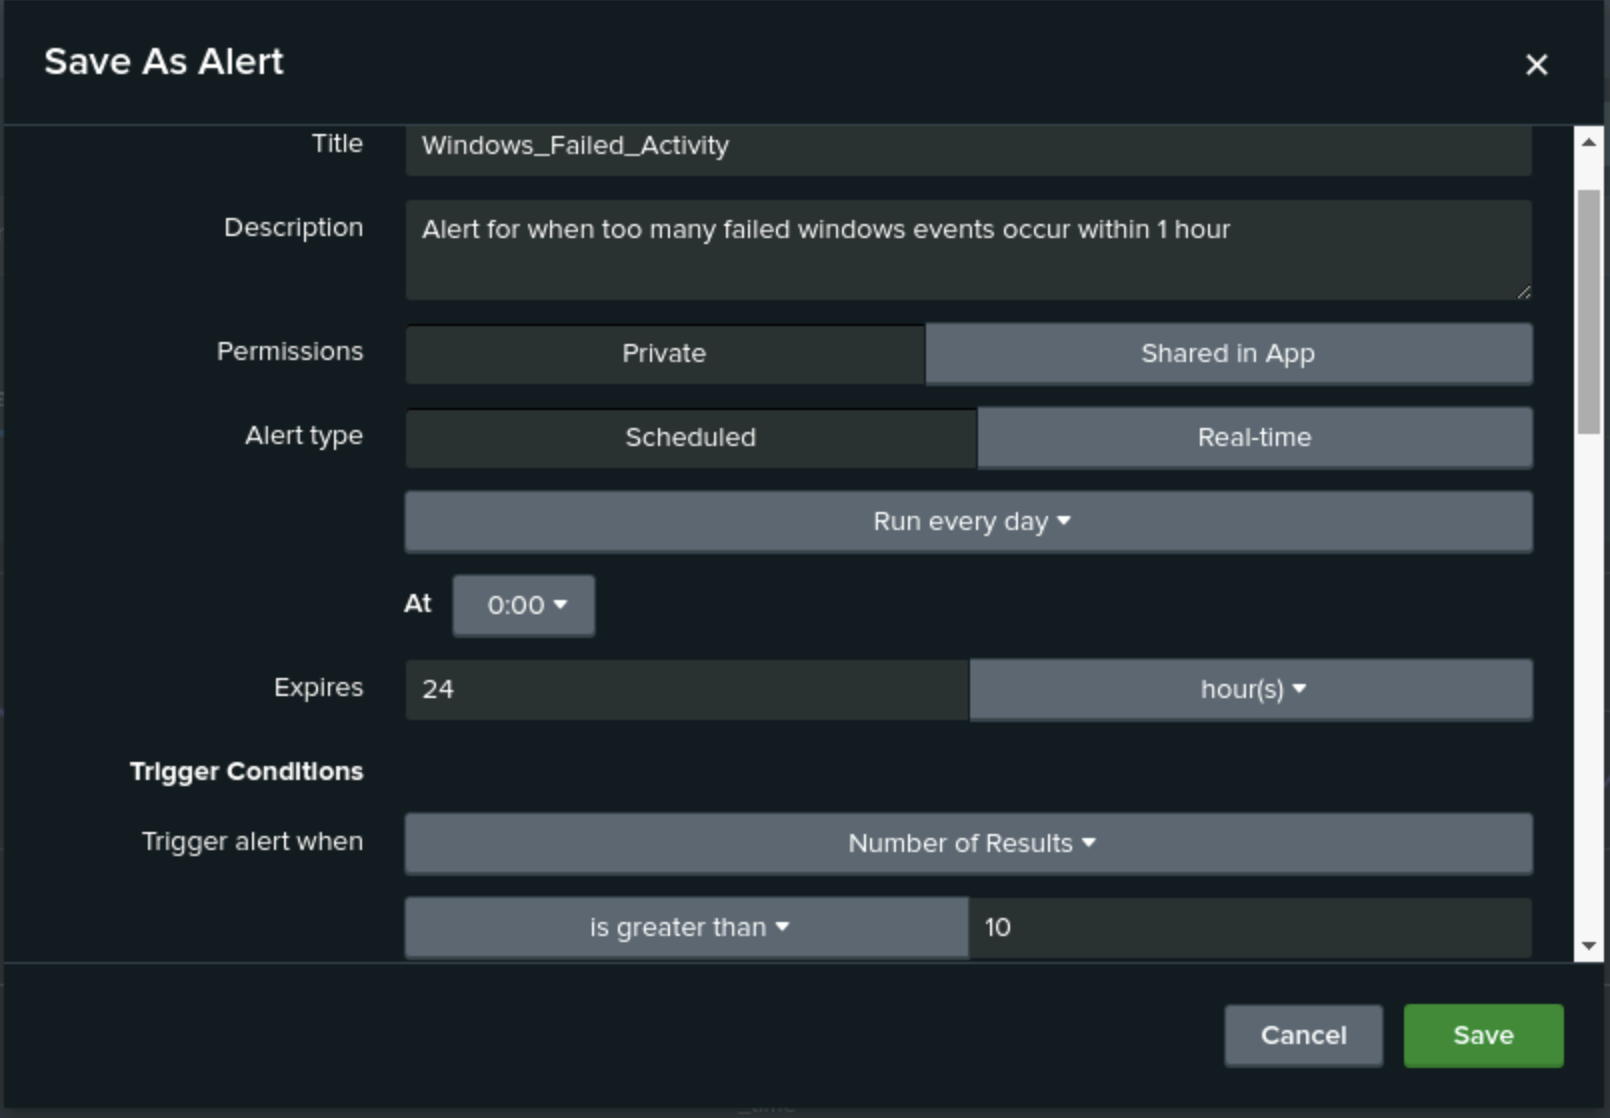 Save As Alert
Title
Windows_Failed_Activity
Description
Alert for when too many failed windows events occur within 1 hour
Permissions
Private
Shared in App
Alert type
Scheduled
Real-time
Run every day
At
0:00
Expires
24
hour(s)
Trigger Conditions
Trigger alert when
Number of Results
is greater than
10
Cancel
Save
_time